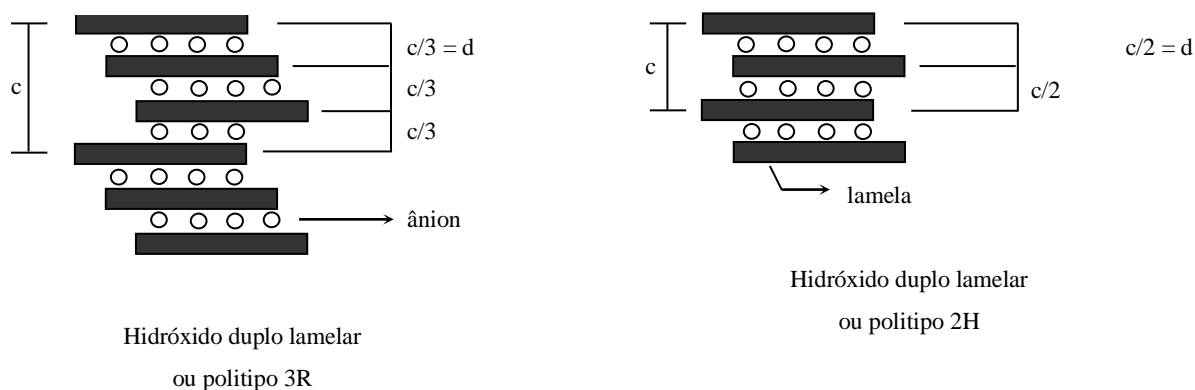 c
c/3 = d
c/3
c/3
ânion
Hidróxido duplo lamelar
ou politipo 3R
c
c/2 = d
c/2
lamela
Hidróxido duplo lamelar
ou politipo 2H